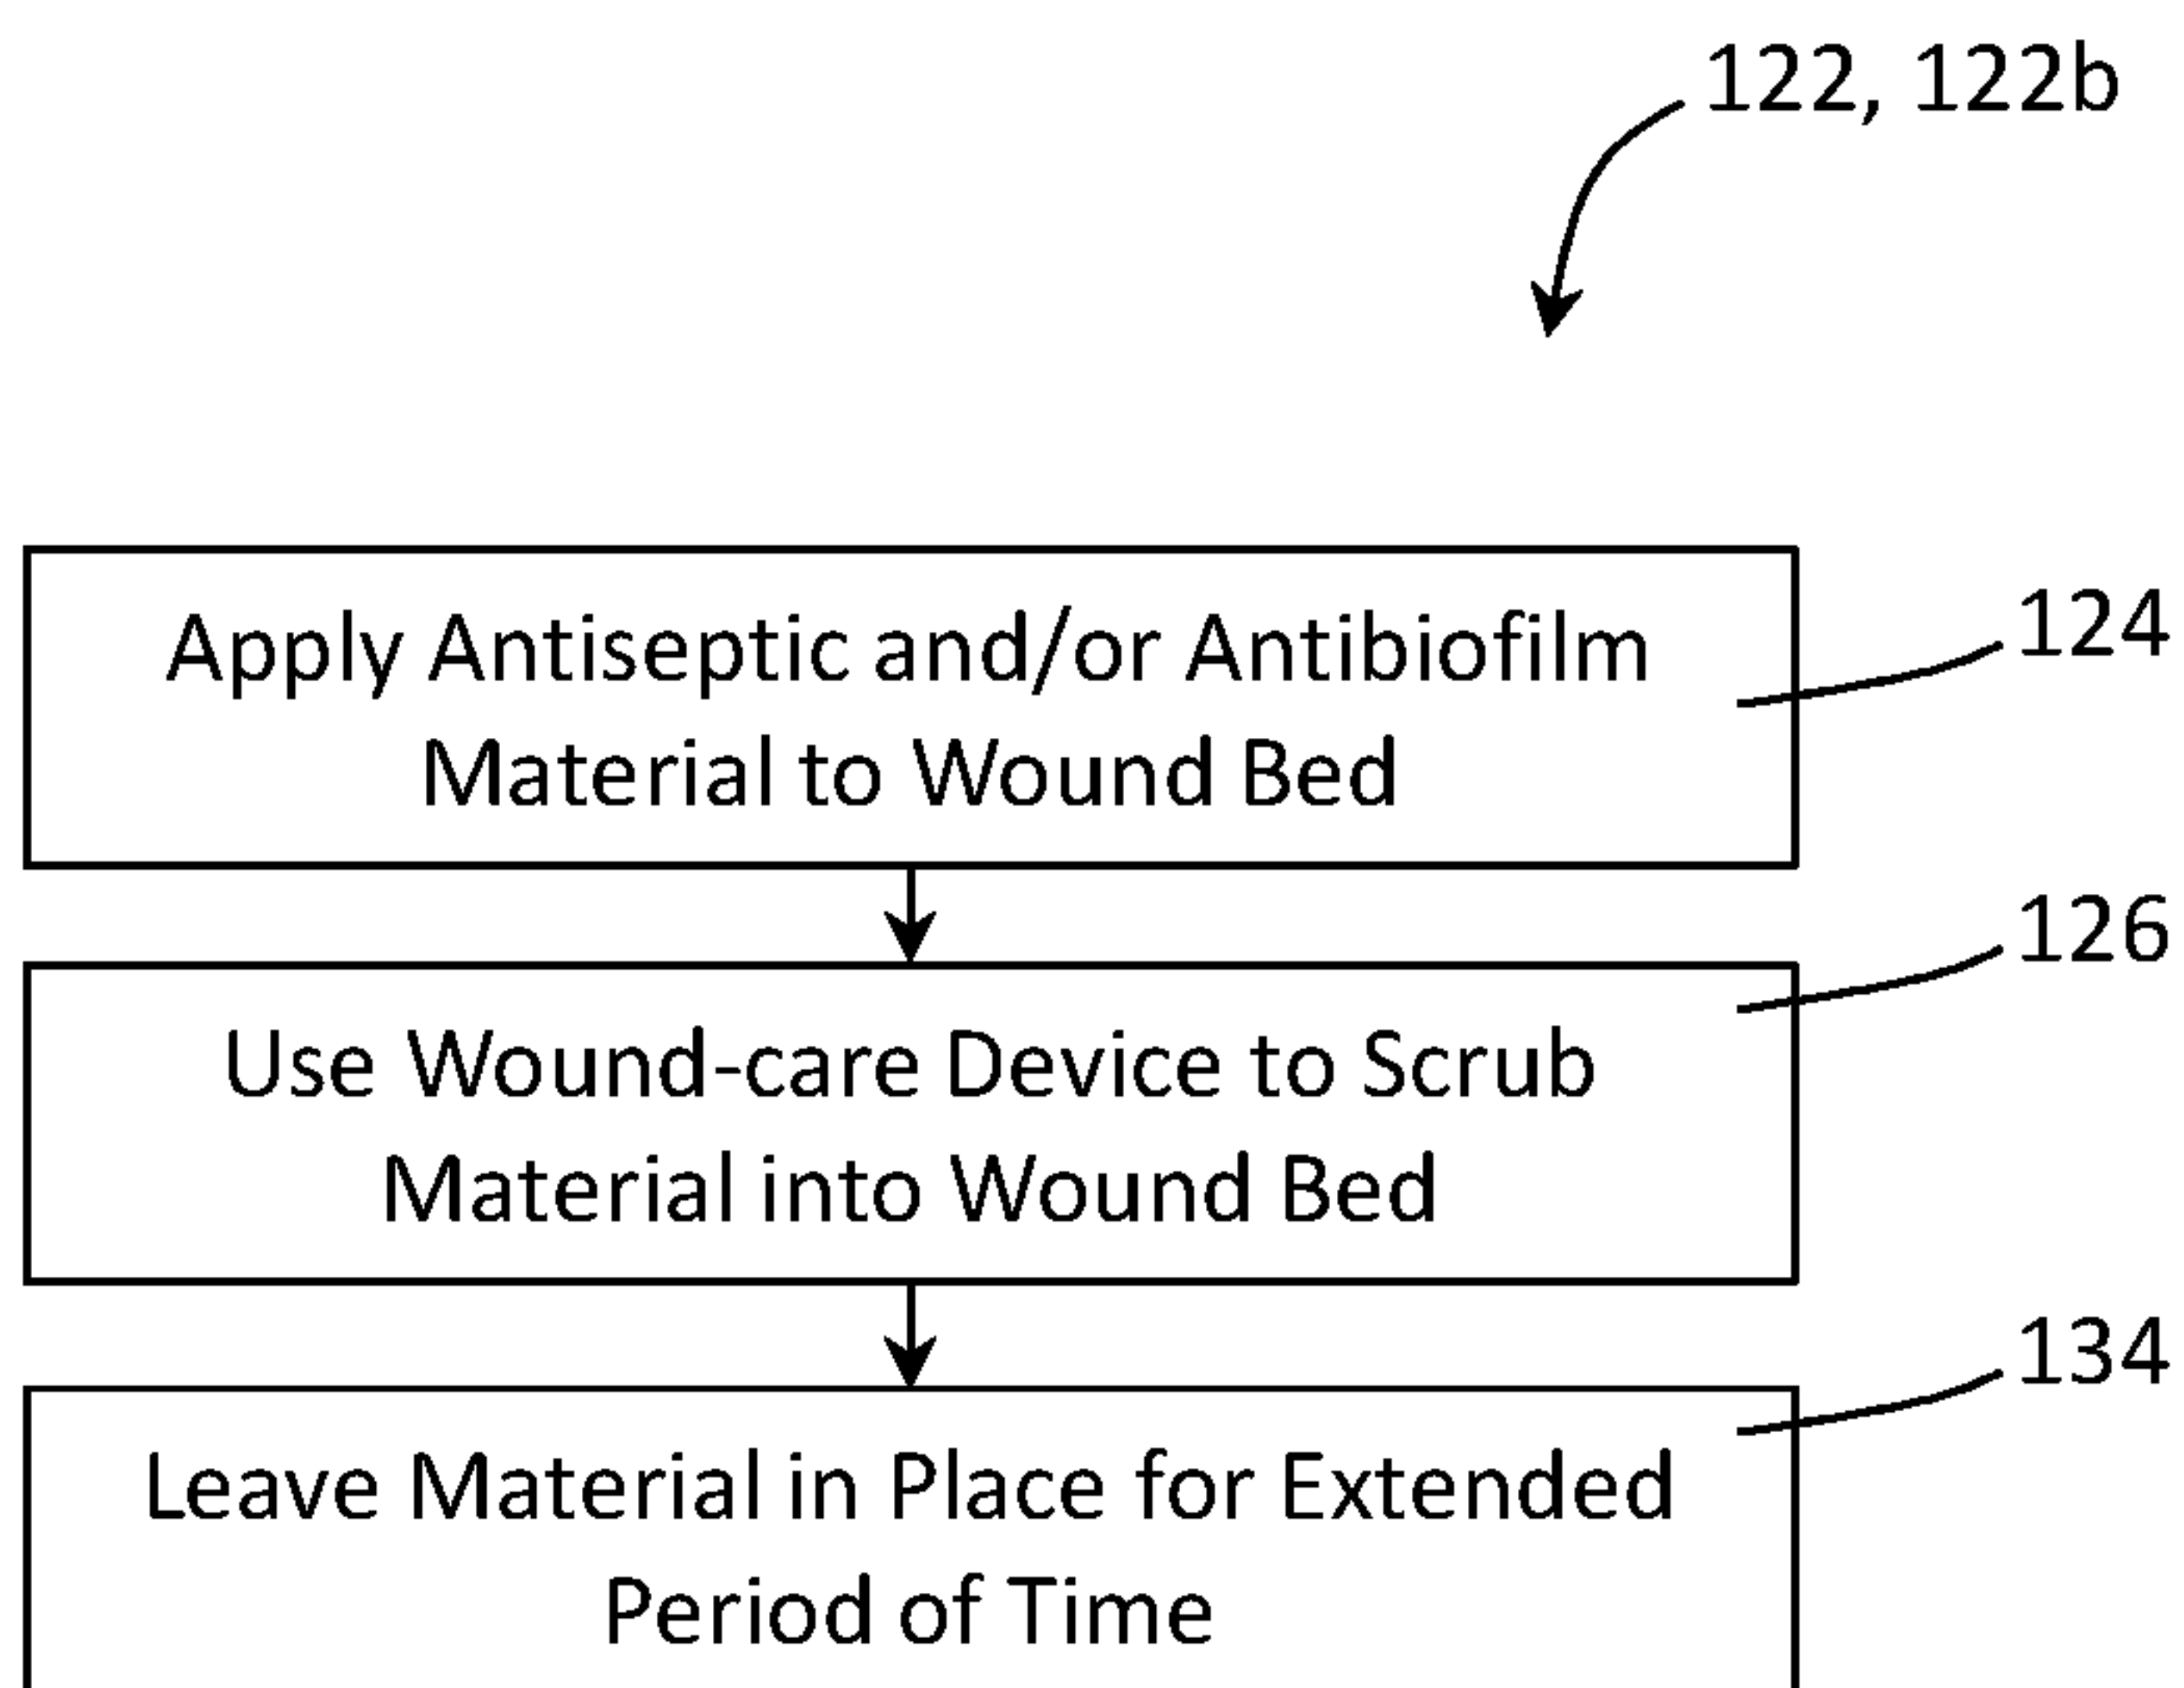 122, 122b
Apply Antiseptic and/or Antibiofilm
Material to Wound Bed
124
Use Wound-care Device to Scrub
Material into Wound Bed
126
Leave Material in Place for Extended
Period of Time
134